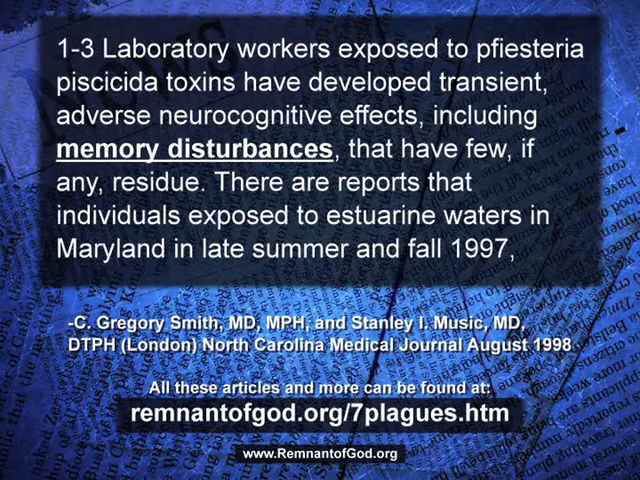 1-3 Laboratory workers exposed to pfiesteria
piscicida toxins have developed transient,
adverse neurocognitive effects, including
memory disturbances, that have few, if
any, residue. There are reports that
individuals exposed to estuarine waters in
Maryland in late summer and fall 1997,
-C. Gregory Smith, MD, MPH, and Stanley I. Music, MD,
DTPH (London) North Carolina Medical Journal August 1998
All these articles and more can be found at:
remnantofgod.org/7plagues.htm
www.RemnantofGod.org